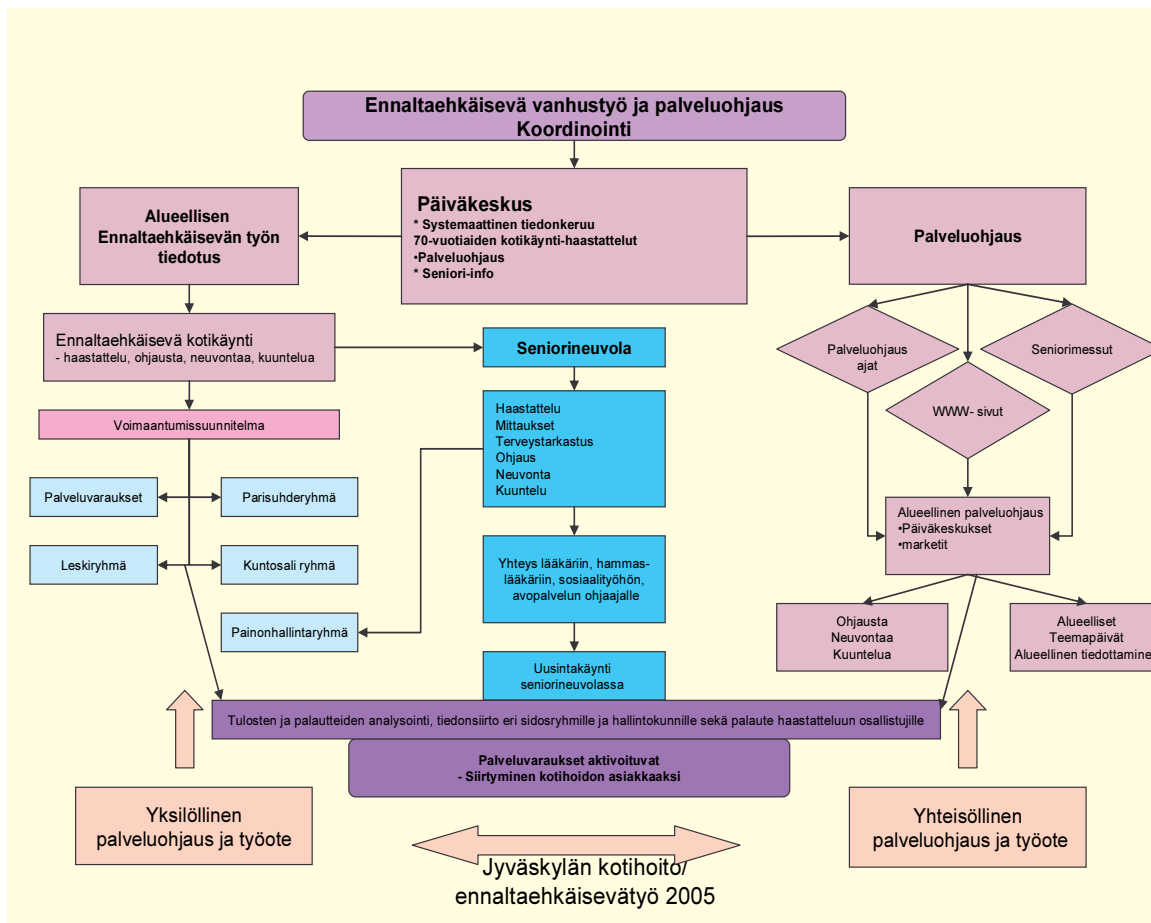 Ennaltaehkäisevä vanhustyö ja palveluohjaus
Koordinointi
Alueellisen
Ennaltaehkäisevän työn
tiedotus
Päiväkeskus
* Systemaattinen tiedonkeruu
70-vuotiaiden kotikäynti-haastattelut
•Palveluohjaus
* Seniori-info
Palveluohjaus
Ennaltaehkäisevä kotikäynti
- haastattelu, ohjausta, neuvontaa, kuuntelua
Seniorineuvola
Palveluohjaus
ajat
Seniorimessut
WWW- sivut
Voimaantumissuunnitelma
Haastattelu
Mittaukset
Terveystarkastus
Ohjaus
Neuvonta
Kuuntelu
Palveluvaraukset
Parisuhderyhmä
Leskiryhmä
Kuntosali ryhmä
Alueellinen palveluohjaus
•Päiväkeskukset
•marketit
Yhteys lääkäriin, hammas-
lääkäriin, sosiaalityöhön,
avopalvelun ohjaajalle
Painonhallintaryhmä
Ohjausta
Neuvontaa
Kuuntelua
Alueelliset
Teemapäivät
Alueellinen tiedottamine
Uusintakäynti
seniorineuvolassa
Tulosten ja palautteiden analysointi, tiedonsiirto eri sidosryhmille ja hallintokunnille sekä palaute haastatteluun osallistujille
Palveluvaraukset aktivoituvat
- Siirtyminen kotihoidon asiakkaaksi
Yksilöllinen
palveluohjaus ja työote
Yhteisöllinen
palveluohjaus ja työote
Jyväskylän kotihoito/
ennaltaehkäisevätyö 2005